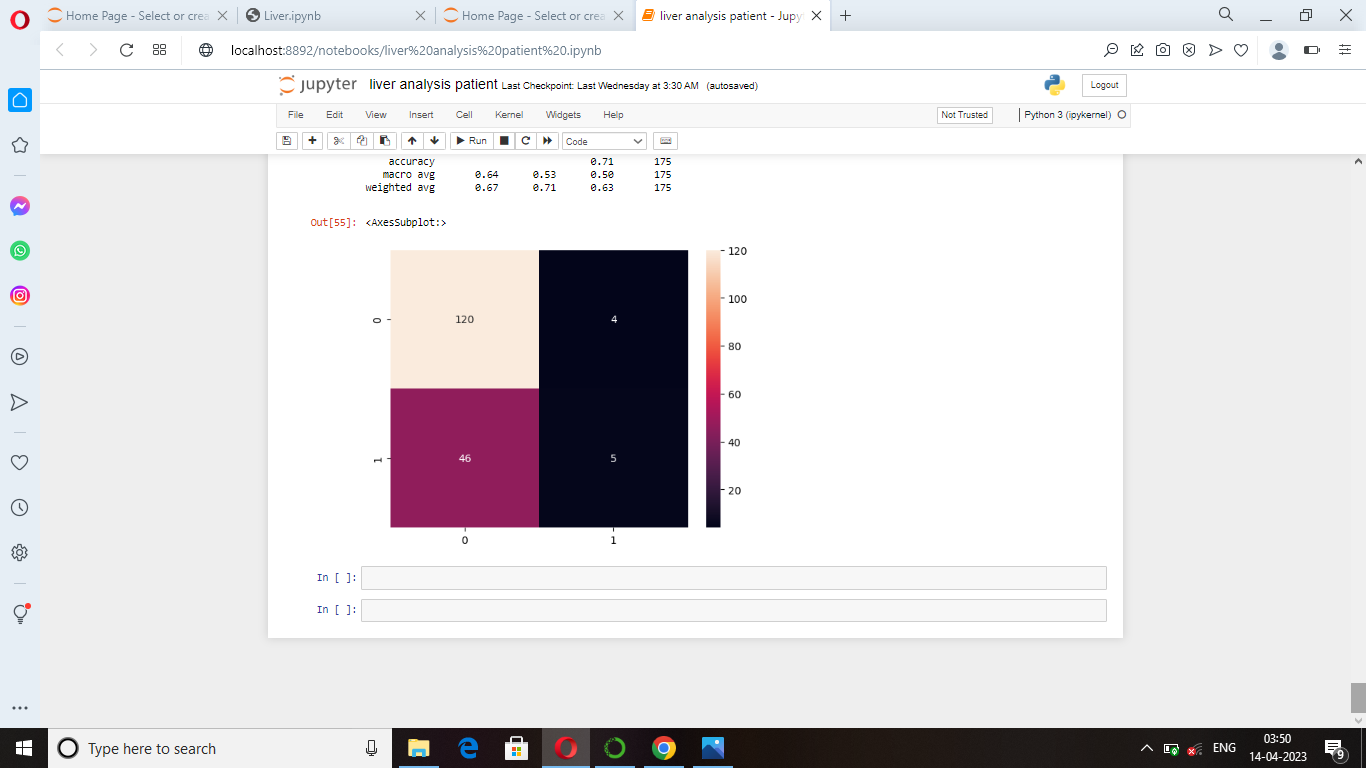 Home Page - Select or crea
Liver.ipynb
Home Page - Select or crea
liver analysis patient - Jupy
localhost:8892/notebooks/liver%20analysis%20patient%20.ipynb
jupyter liver analysis patient Last Checkpoint: Last Wednesday at 3:30 AM (autosaved)
Logout
File Edit View Insert Cell Kernel Widgets Help
Not Trusted
Python 3 (ipykernel)
Run
Code
accuracy 0.71 175
macro avg 0.64 0.53 0.50 175
weighted avg 0.67 0.71 0.63 175
Out[55]: <AxesSubplot:>
120
100
80
60
40
20
0
120 4
1
46 5
0 1
In [ ]:
In [ ]:
Type here to search
ENG
03:50
14-04-2023
9